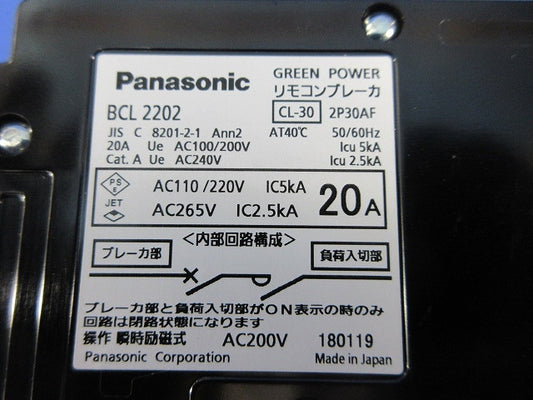 Panasonic
GREEN POWER
リモコンブレーカ
BCL 2202
CL-30 2P30AF
JIS C 8201-2-1 Ann2 AT40℃ 50/60Hz
20A Ue AC100/200V Icu 5kA
Cat. A Ue AC240V Icu 2.5kA
PS E
JET
AC110/220V IC5kA
AC265V IC2.5kA
20A
<内部回路構成>
ブレーカ部 負荷入切部
ブレーカ部と負荷入切部がON表示の時のみ
回路は閉路状態になります
操作 瞬時励磁式 AC200V 180119
Panasonic Corporation Made in Japan